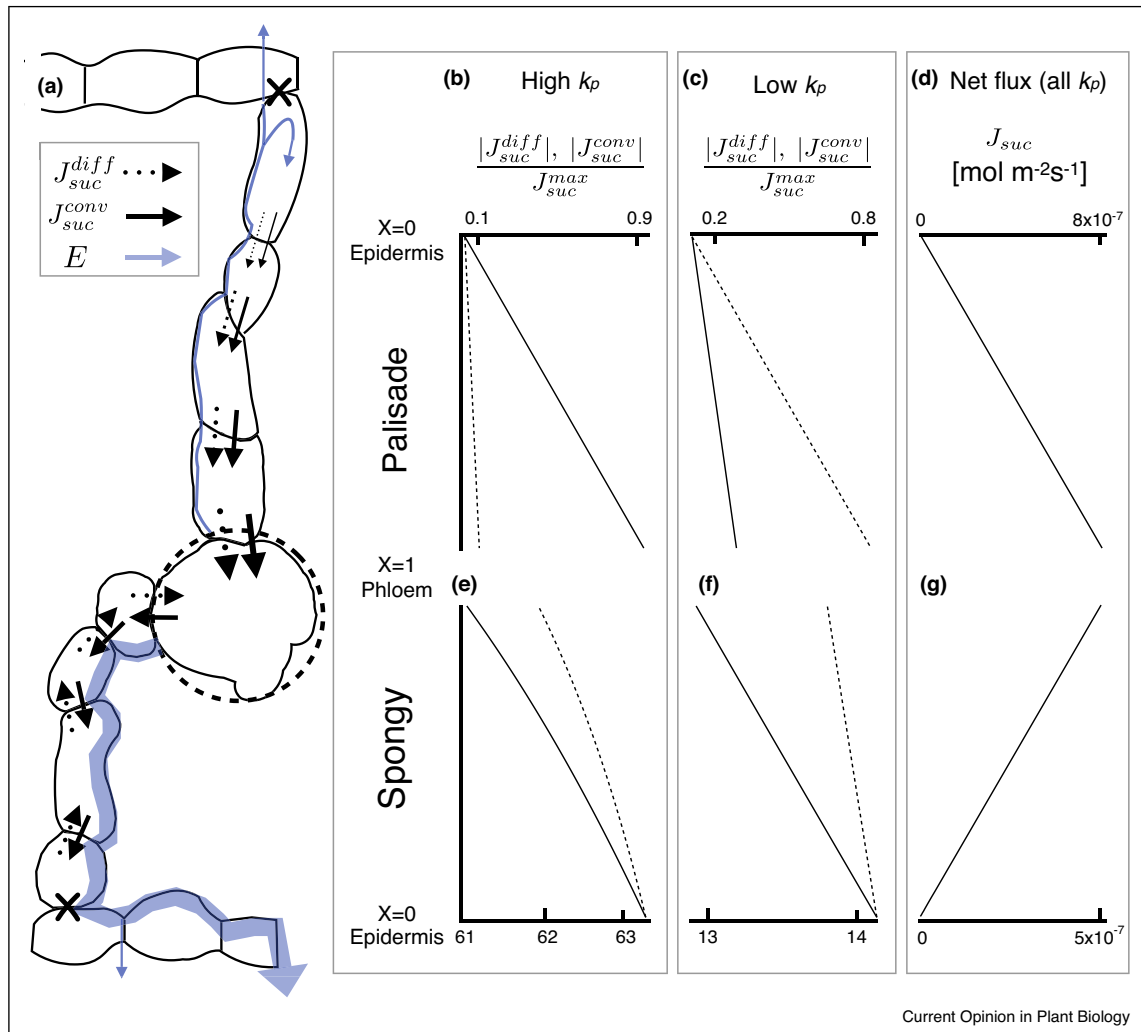 (a)
J_suc^diff
J_suc^conv
E
(b) High kp
|J_suc^diff|, |J_suc^conv|
J_suc^max
0.1 0.9
(c) Low kp
|J_suc^diff|, |J_suc^conv|
J_suc^max
0.2 0.8
(d) Net flux (all kp)
J_suc
[mol m-2s-1]
0 8x10-7
X=0
Epidermis
Palisade
X=1
Phloem
(e)
(f)
(g)
Spongy
X=0
Epidermis
61 62 63
13 14
0 5x10-7
Current Opinion in Plant Biology